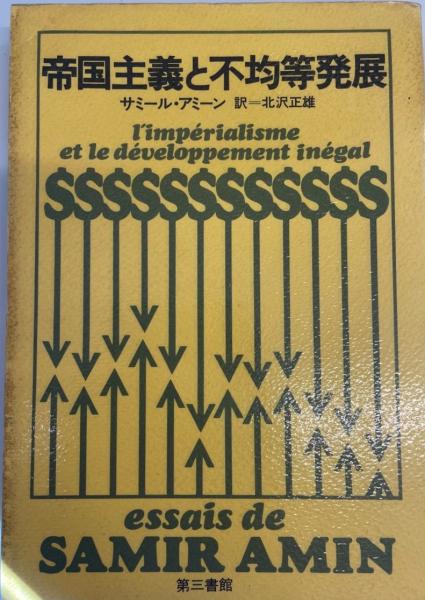 帝国主義と不均等発展
サミール・アミーン 訳=北沢正雄
l'impérialisme
et le développement inégal
$$$$$$$$$$$$
essais de
SAMIR AMIN
第三書館